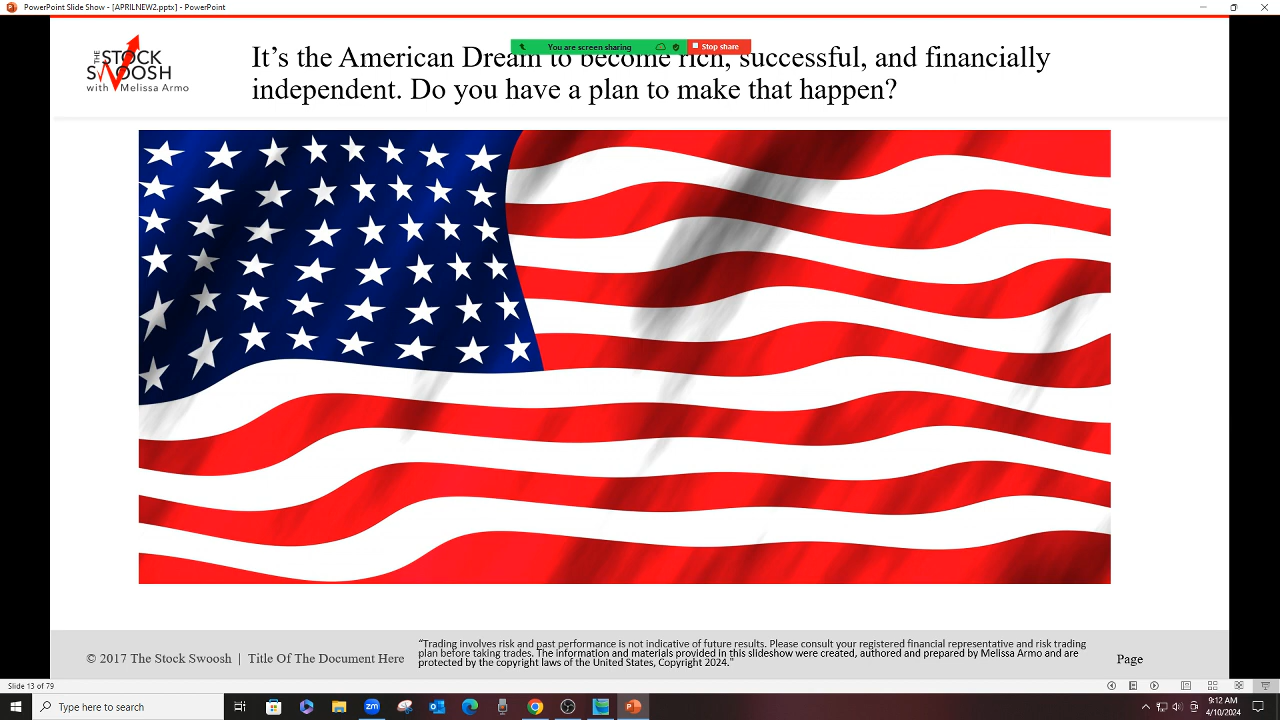 PowerPoint Slide Show - [APRILNEW2.pptx] - PowerPoint
You are screen sharing
Stop share
THE
STOCK
SWOOSH
with Melissa Armo
It’s the American Dream to become rich, successful, and financially
independent. Do you have a plan to make that happen?
© 2017 The Stock Swoosh | Title Of The Document Here
“Trading involves risk and past performance is not indicative of future results. Please consult your registered financial representative and risk trading
plan before taking trades. The information and materials provided in this slideshow were created, authored and prepared by Melissa Armo and are
protected by the copyright laws of the United States, Copyright 2024.”
Page
Slide 13 of 79
Type here to search
9:12 AM
4/10/2024